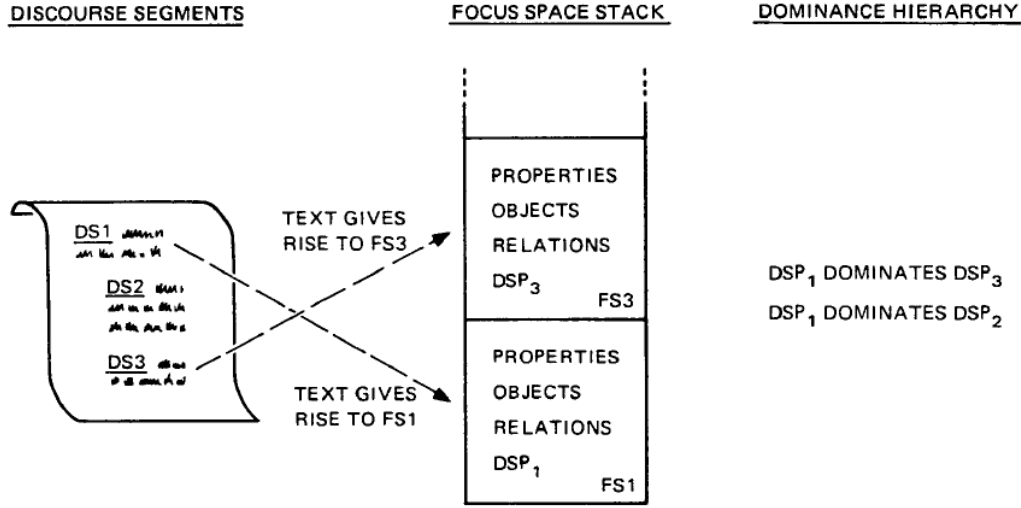 DISCOURSE SEGMENTS
FOCUS SPACE STACK
DOMINANCE HIERARCHY
DS1
DS2
DS3
TEXT GIVES
RISE TO FS3
TEXT GIVES
RISE TO FS1
PROPERTIES
OBJECTS
RELATIONS
DSP3
FS3
PROPERTIES
OBJECTS
RELATIONS
DSP1
FS1
DSP1 DOMINATES DSP3
DSP1 DOMINATES DSP2